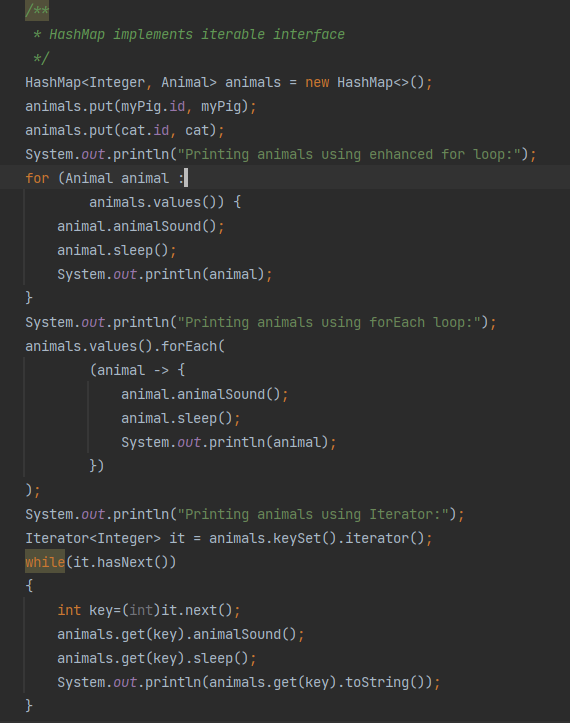 /**
 * HashMap implements iterable interface
 */
HashMap<Integer, Animal> animals = new HashMap<>();
animals.put(myPig.id, myPig);
animals.put(cat.id, cat);
System.out.println("Printing animals using enhanced for loop:");
for (Animal animal :
        animals.values()) {
    animal.animalSound();
    animal.sleep();
    System.out.println(animal);
}
System.out.println("Printing animals using forEach loop:");
animals.values().forEach(
        (animal -> {
            animal.animalSound();
            animal.sleep();
            System.out.println(animal);
        })
);
System.out.println("Printing animals using Iterator:");
Iterator<Integer> it = animals.keySet().iterator();
while(it.hasNext())
{
    int key=(int)it.next();
    animals.get(key).animalSound();
    animals.get(key).sleep();
    System.out.println(animals.get(key).toString());
}